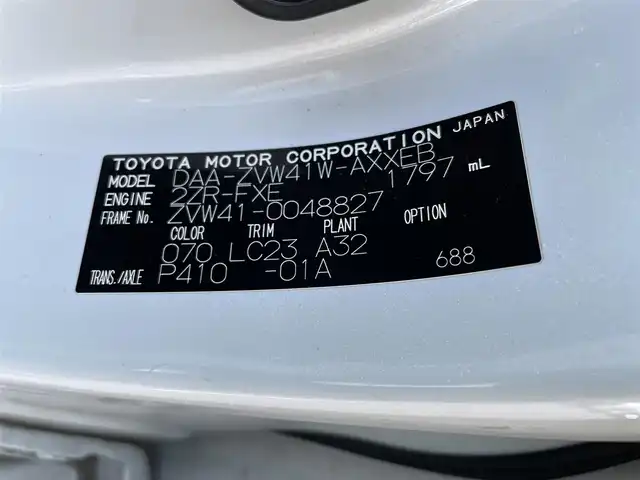 TOYOTA MOTOR CORPORATION JAPAN
MODEL DAA-ZVW41W-AXXEB
ENGINE 2ZR-FXE 1797 mL
FRAME No. ZVW41-0048827
COLOR TRIM PLANT OPTION
070 LC23 A32
TRANS./AXLE P410 -01A 688